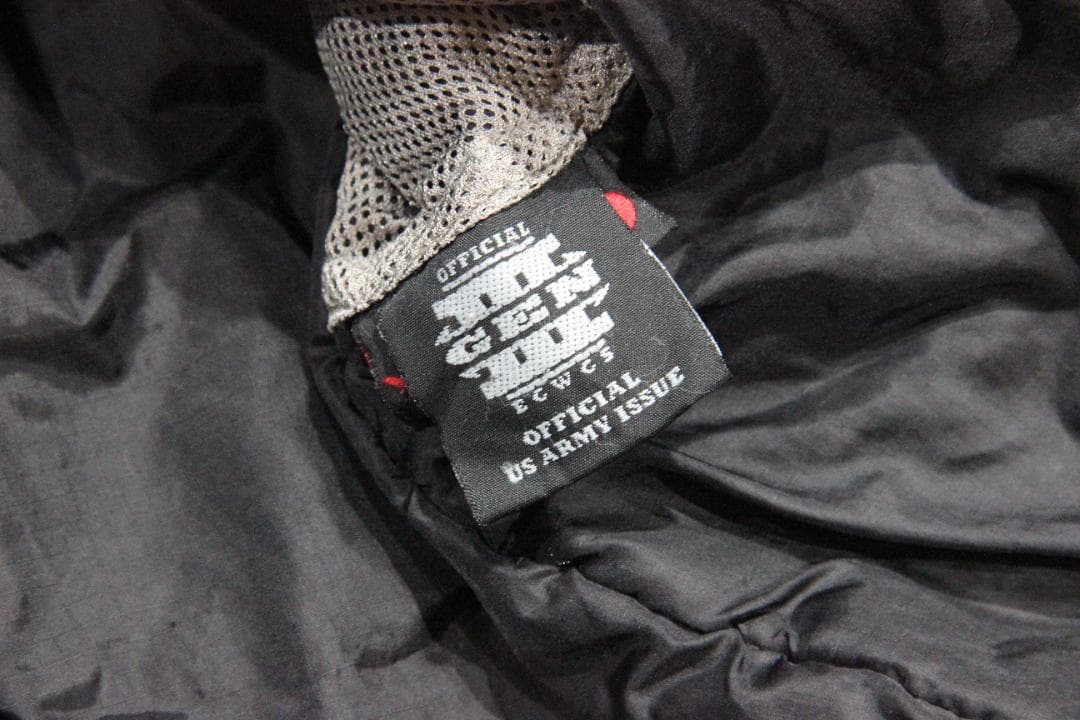 OFFICIAL
III
GEN
III
ECWCS
OFFICIAL
US ARMY ISSUE